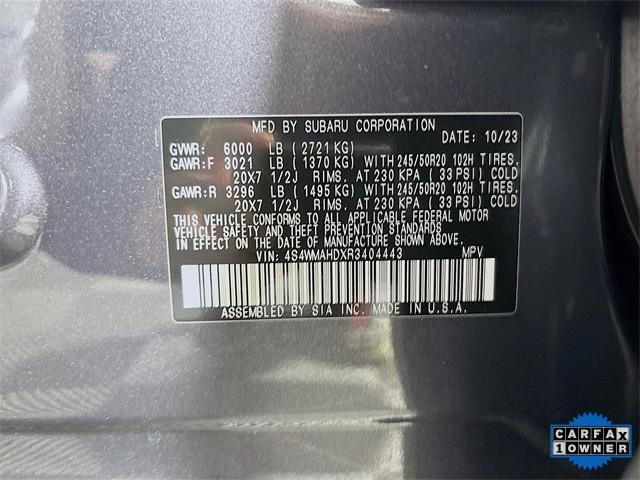 MFD BY SUBARU CORPORATION
DATE: 10/23
GVWR: 6000 LB ( 2721 KG)
GAWR:F 3021 LB ( 1370 KG) WITH 245/50R20 102H TIRES.
20X7 1/2J RIMS. AT 230 KPA ( 33 PSI) COLD
GAWR:R 3296 LB ( 1495 KG) WITH 245/50R20 102H TIRES.
20X7 1/2J RIMS. AT 230 KPA ( 33 PSI) COLD
THIS VEHICLE CONFORMS TO ALL APPLICABLE FEDERAL MOTOR
VEHICLE SAFETY AND THEFT PREVENTION STANDARDS
IN EFFECT ON THE DATE OF MANUFACTURE SHOWN ABOVE.
VIN: 4S4WMAHDXR3404443 MPV
ASSEMBLED BY SIA INC. MADE IN U.S.A.
CARFAX
1 OWNER